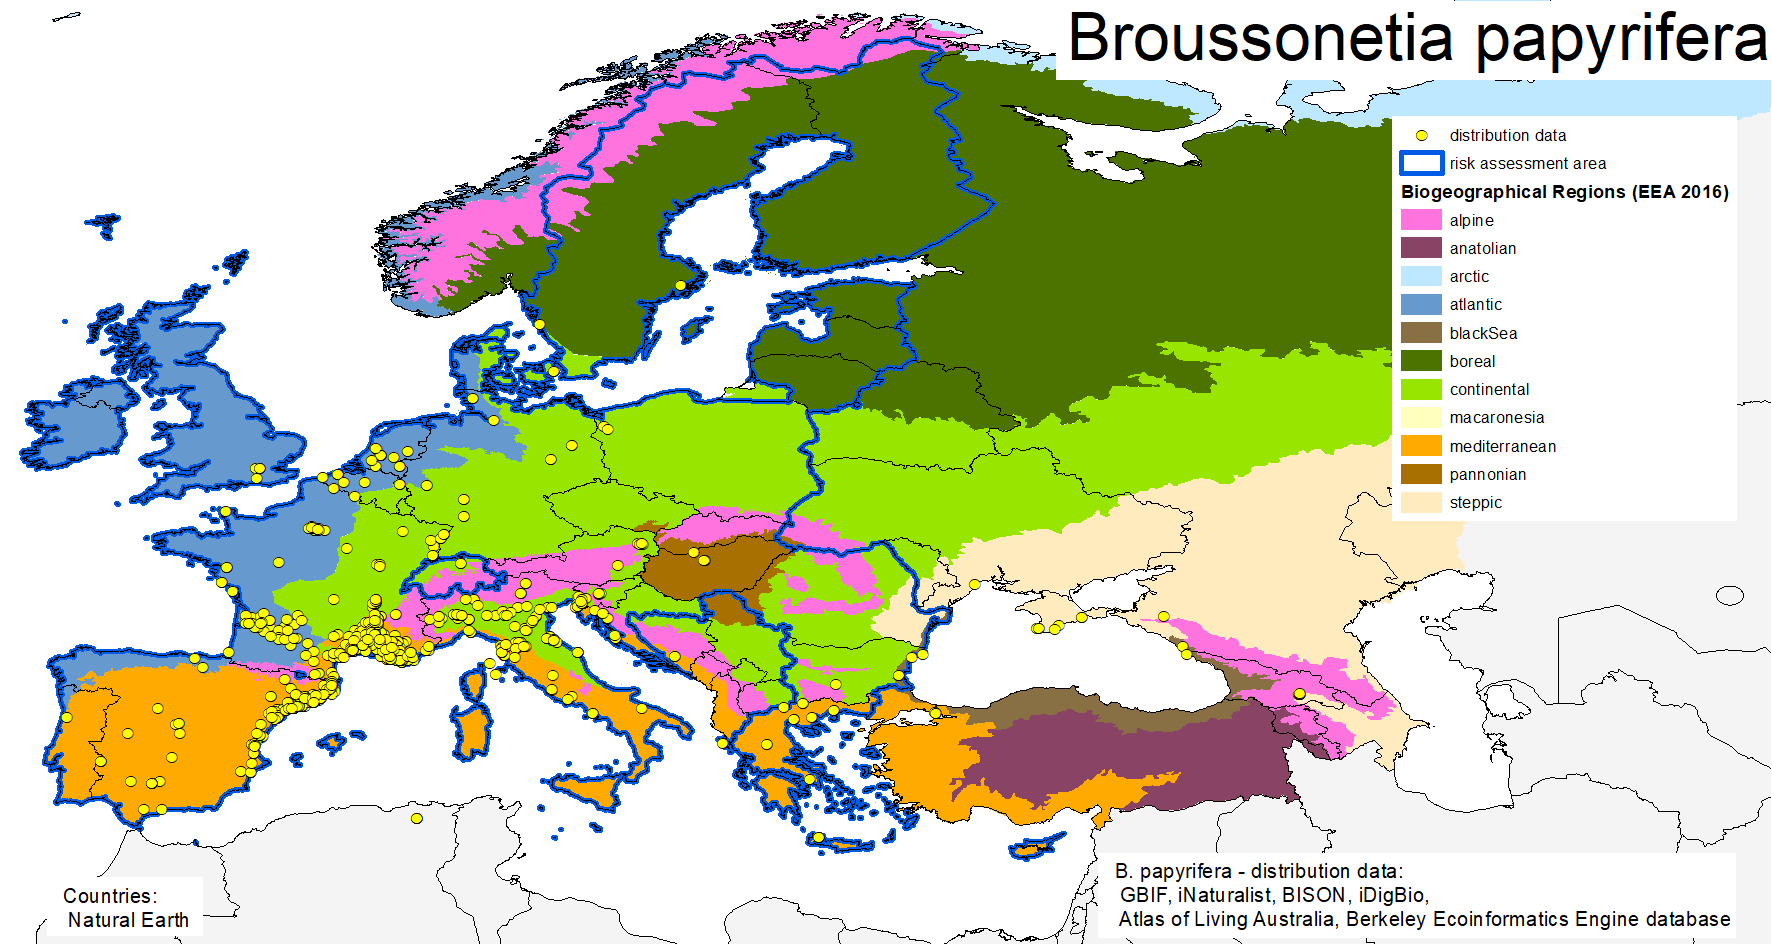 Broussonetia papyrifera
distribution data
risk assessment area
Biogeographical Regions (EEA 2016)
alpine
anatolian
arctic
atlantic
blackSea
boreal
continental
macaronesia
mediterranean
pannonian
steppic
Countries:
Natural Earth
B. papyrifera - distribution data:
GBIF, iNaturalist, BISON, iDigBio,
Atlas of Living Australia, Berkeley Ecoinformatics Engine database